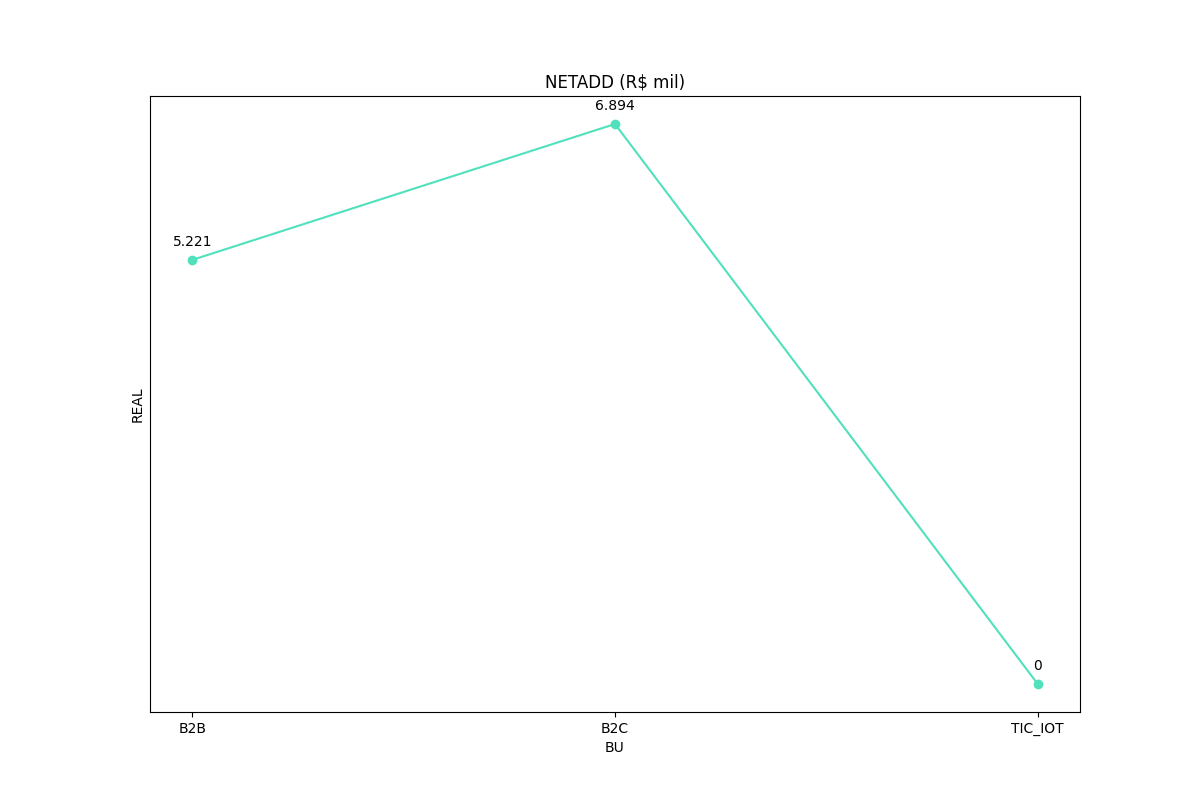 NETADD (R$ mil)
6.894
5.221
REAL
0
B2B
B2C
TIC_IOT
BU